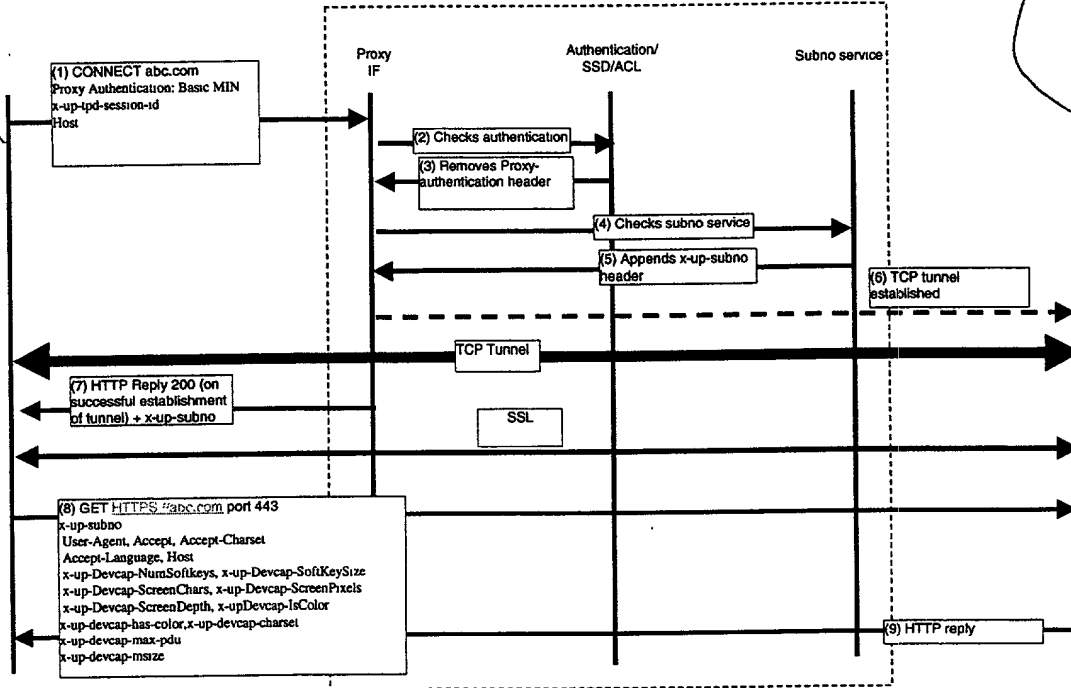 Proxy
IF
Authentication/
SSD/ACL
Subno service
(1) CONNECT abc.com
Proxy Authentication: Basic MIN
x-up-tpd-session-id
Host
(2) Checks authentication
(3) Removes Proxy-
authentication header
(4) Checks subno service
(5) Appends x-up-subno
header
(6) TCP tunnel
established
TCP Tunnel
(7) HTTP Reply 200 (on
successful establishment
of tunnel) + x-up-subno
SSL
(8) GET HTTPS //abc.com port 443
x-up-subno
User-Agent, Accept, Accept-Charset
Accept-Language, Host
x-up-Devcap-NumSoftkeys, x-up-Devcap-SoftKeySize
x-up-Devcap-ScreenChars, x-up-Devcap-ScreenPixels
x-up-Devcap-ScreenDepth, x-upDevcap-IsColor
x-up-devcap-has-color,x-up-devcap-charset
x-up-devcap-max-pdu
x-up-devcap-msize
(9) HTTP reply